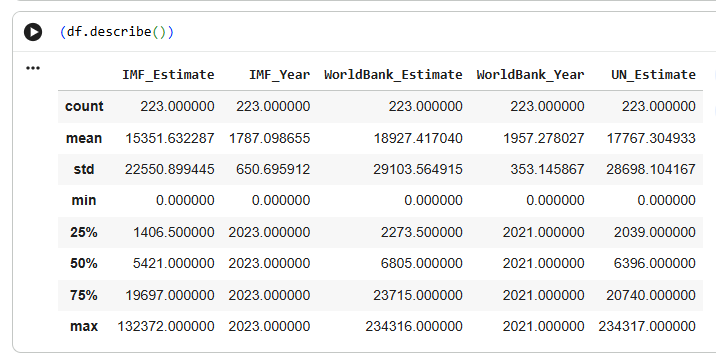 (df.describe())
IMF_Estimate IMF_Year WorldBank_Estimate WorldBank_Year UN_Estimate
count 223.000000 223.000000 223.000000 223.000000 223.000000
mean 15351.632287 1787.098655 18927.417040 1957.278027 17767.304933
std 22550.899445 650.695912 29103.564915 353.145867 28698.104167
min 0.000000 0.000000 0.000000 0.000000 0.000000
25% 1406.500000 2023.000000 2273.500000 2021.000000 2039.000000
50% 5421.000000 2023.000000 6805.000000 2021.000000 6396.000000
75% 19697.000000 2023.000000 23715.000000 2021.000000 20740.000000
max 132372.000000 2023.000000 234316.000000 2021.000000 234317.000000